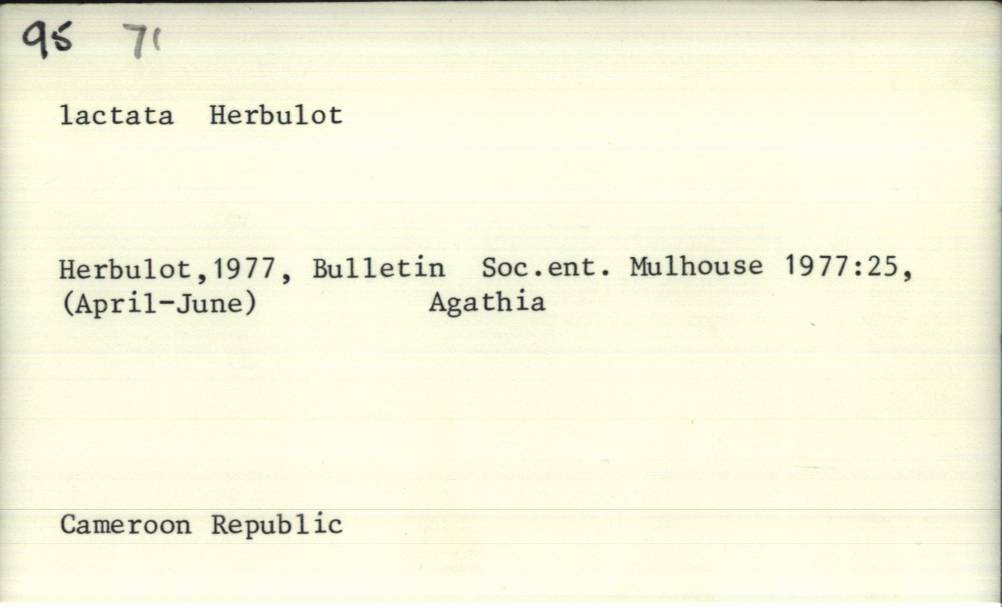 95 71
lactata Herbulot
Herbulot,1977, Bulletin Soc.ent. Mulhouse 1977:25,
(April-June) Agathia
Cameroon Republic